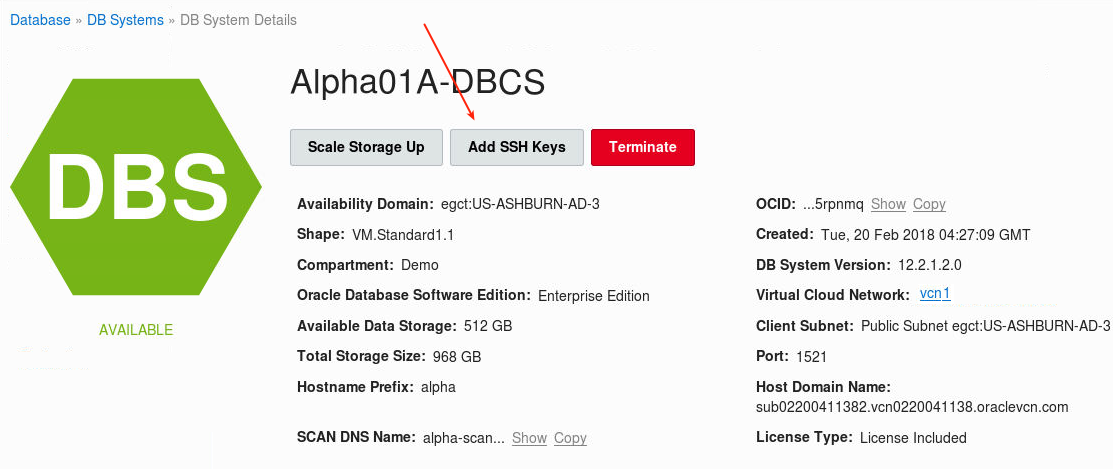 Database » DB Systems » DB System Details
DBS
AVAILABLE
Alpha01A-DBCS
Scale Storage Up Add SSH Keys Terminate
Availability Domain: egct:US-ASHBURN-AD-3
Shape: VM.Standard1.1
Compartment: Demo
Oracle Database Software Edition: Enterprise Edition
Available Data Storage: 512 GB
Total Storage Size: 968 GB
Hostname Prefix: alpha
SCAN DNS Name: alpha-scan... Show Copy
OCID: ...5rpnmq Show Copy
Created: Tue, 20 Feb 2018 04:27:09 GMT
DB System Version: 12.2.1.2.0
Virtual Cloud Network: vcn1
Client Subnet: Public Subnet egct:US-ASHBURN-AD-3
Port: 1521
Host Domain Name:
sub02200411382.vcn0220041138.oraclevcn.com
License Type: License Included